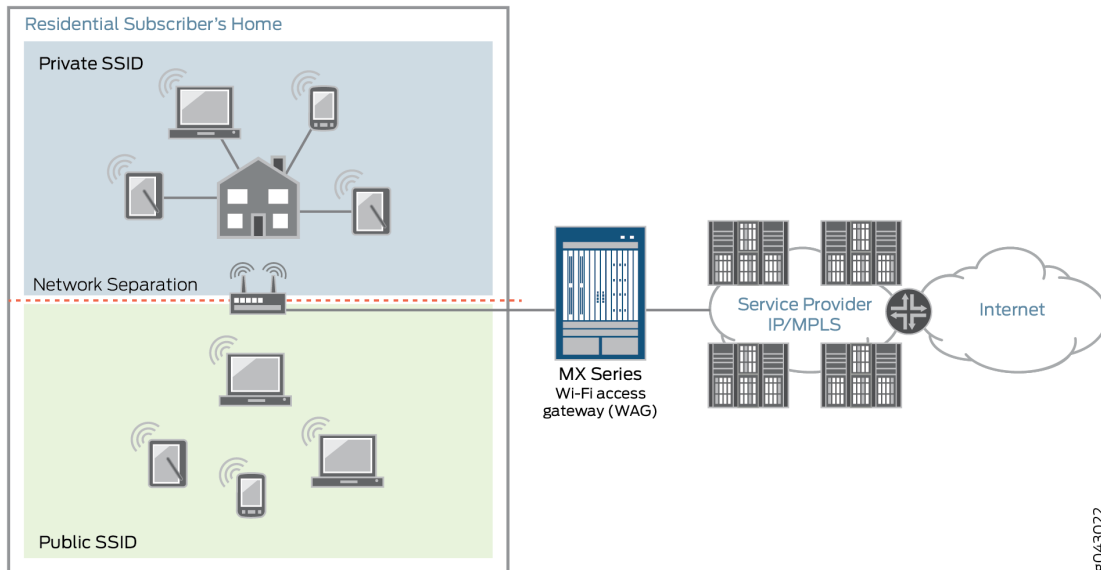 Residential Subscriber's Home
Private SSID
Network Separation
Public SSID
MX Series
Wi-Fi access
gateway (WAG)
Service Provider
IP/MPLS
Internet
g043022